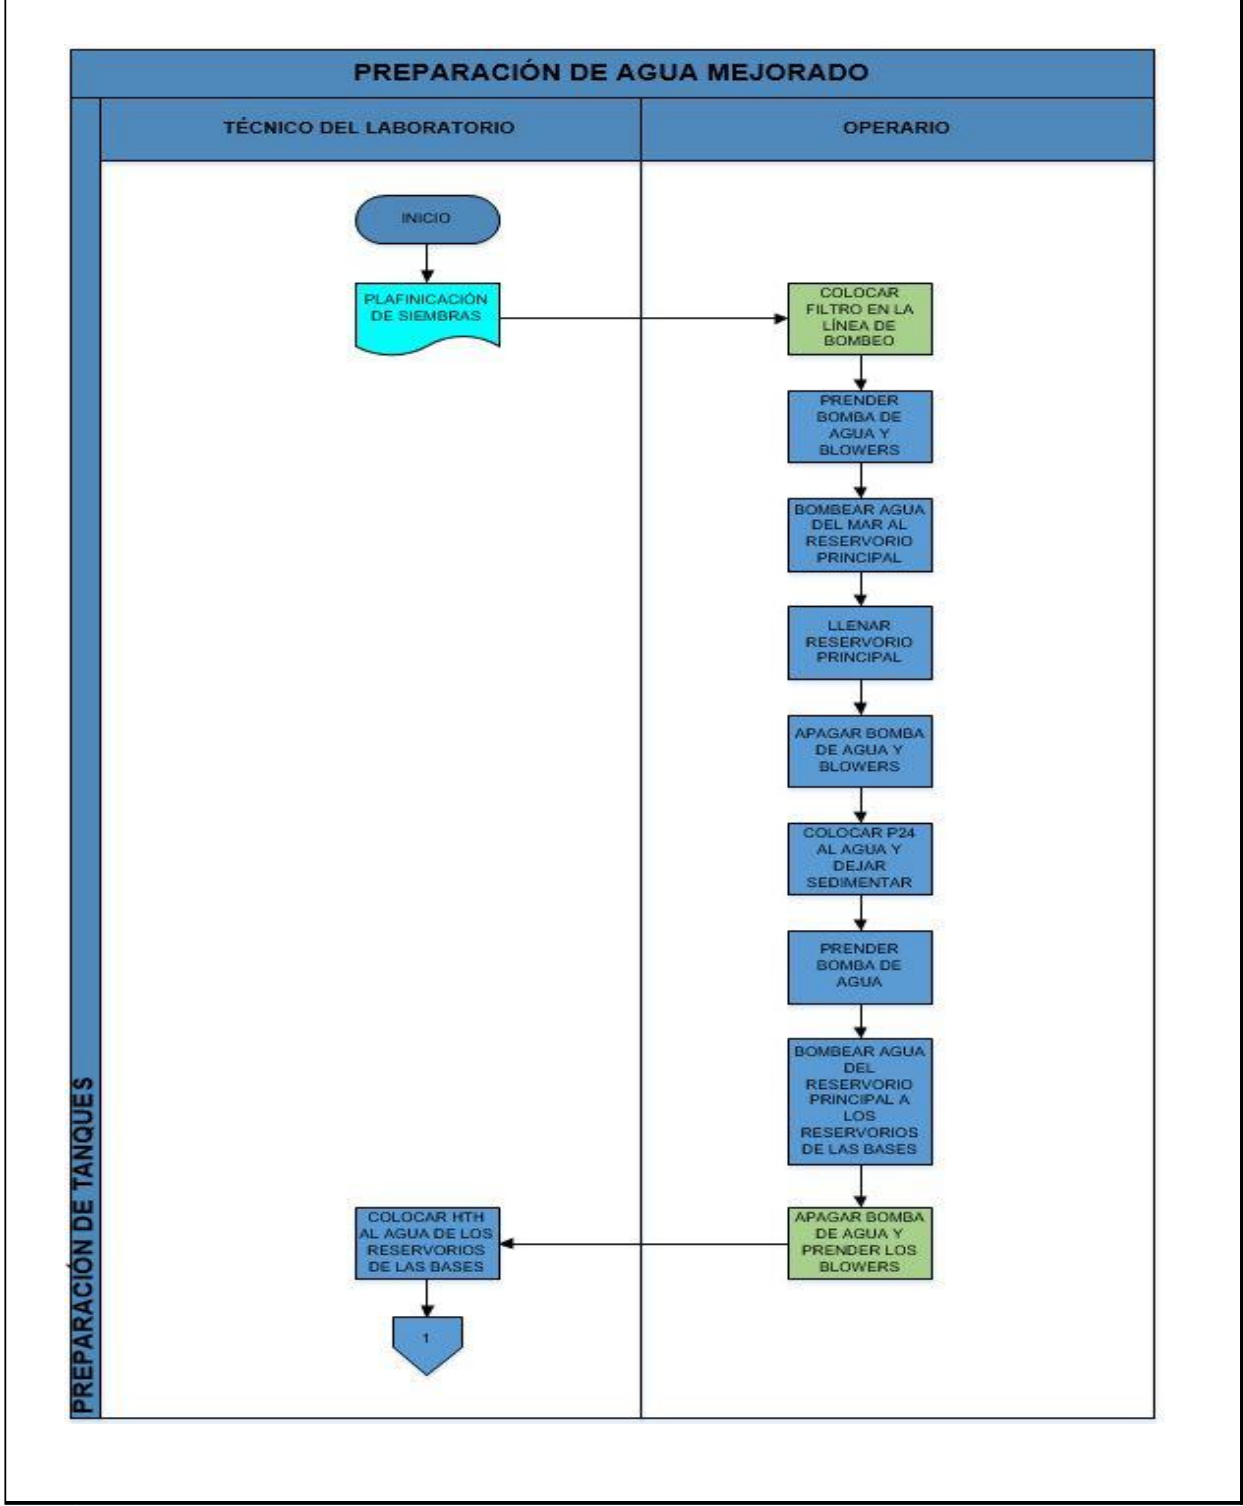 PREPARACIÓN DE AGUA MEJORADO
TÉCNICO DEL LABORATORIO
OPERARIO
PREPARACIÓN DE TANQUES
INICIO
PLAFINICACIÓN
DE SIEMBRAS
COLOCAR
FILTRO EN LA
LÍNEA DE
BOMBEO
PRENDER
BOMBA DE
AGUA Y
BLOWERS
BOMBEAR AGUA
DEL MAR AL
RESERVORIO
PRINCIPAL
LLENAR
RESERVORIO
PRINCIPAL
APAGAR BOMBA
DE AGUA Y
BLOWERS
COLOCAR P24
AL AGUA Y
DEJAR
SEDIMENTAR
PRENDER
BOMBA DE
AGUA
BOMBEAR AGUA
DEL
RESERVORIO
PRINCIPAL A
LOS
RESERVORIOS
DE LAS BASES
APAGAR BOMBA
DE AGUA Y
PRENDER LOS
BLOWERS
COLOCAR HTH
AL AGUA DE LOS
RESERVORIOS
DE LAS BASES
1